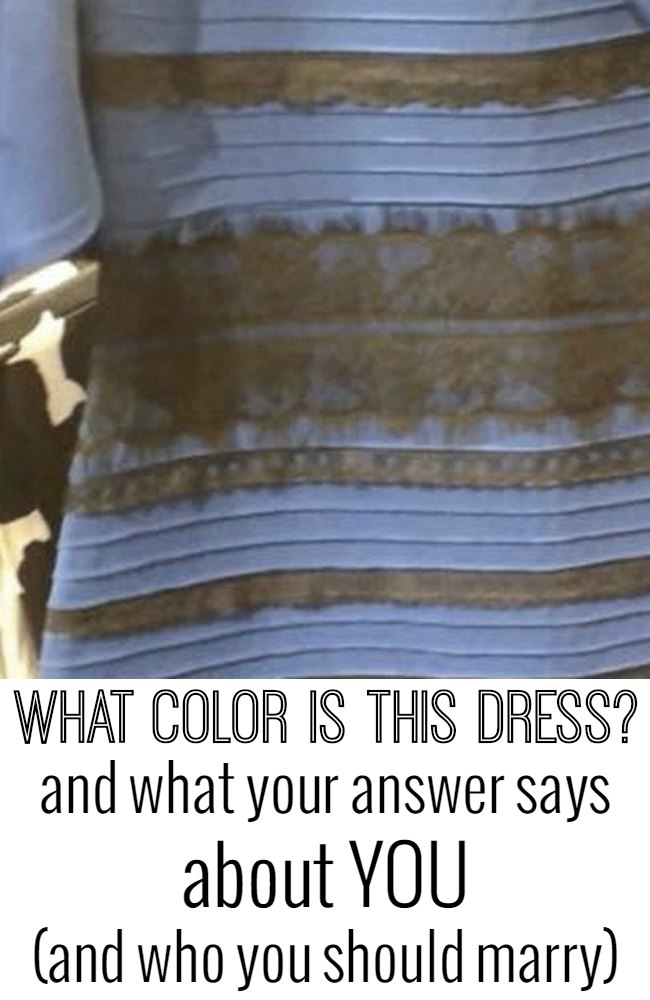 WHAT COLOR IS THIS DRESS?
and what your answer says
about YOU
(and who you should marry)